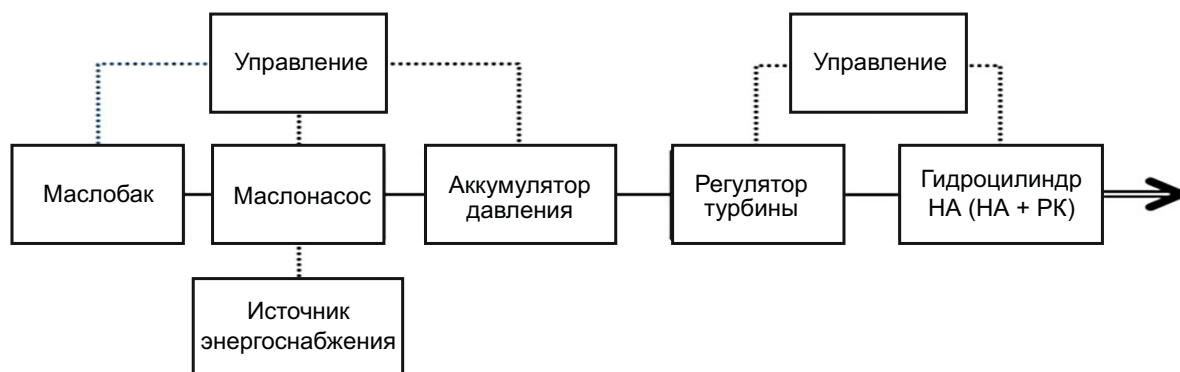 Управление
Управление
Маслобак
Маслонасос
Аккумулятор
давления
Регулятор
турбины
Гидроцилиндр
НА (НА + РК)
Источник
энергоснабжения